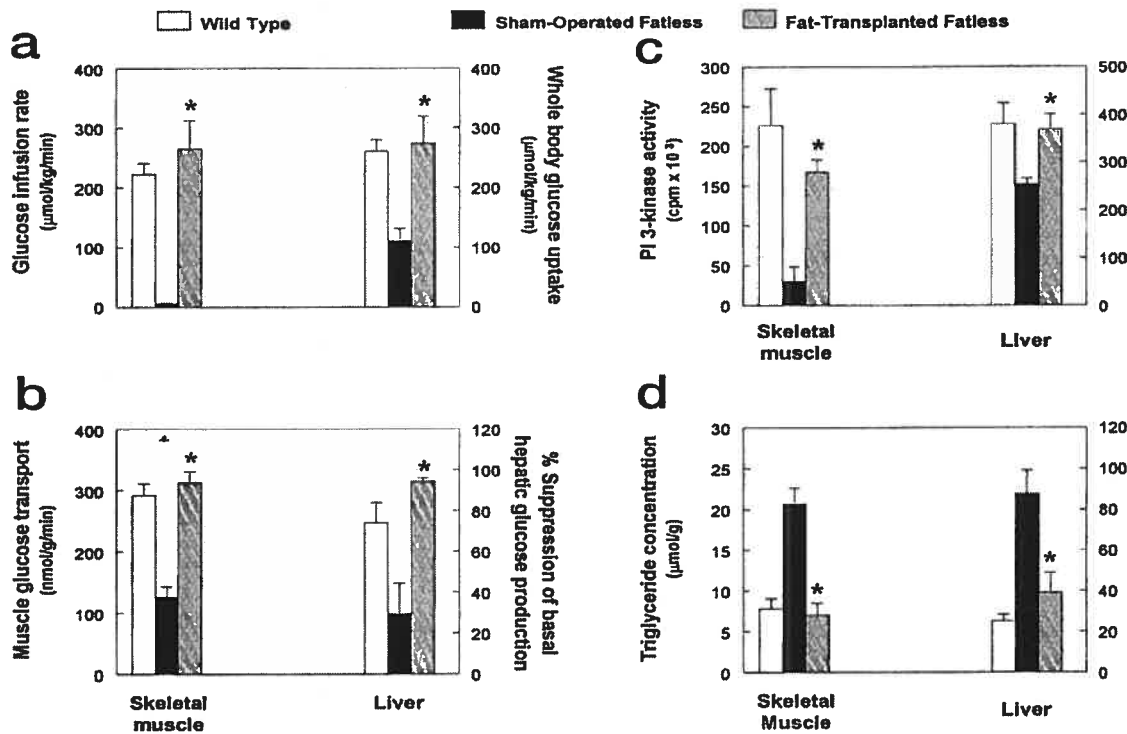 Wild Type
Sham-Operated Fatless
Fat-Transplanted Fatless
a
Glucose infusion rate
(μmol/kg/min)
400
300
200
100
0
*
*
400
300
200
100
0
Whole body glucose uptake
(μmol/kg/min)
b
Muscle glucose transport
(nmol/g/min)
400
300
200
100
0
*
*
120
100
80
60
40
20
0
% Suppression of basal
hepatic glucose production
Skeletal
muscle
Liver
c
PI 3-kinase activity
(cpm x 10³)
300
250
200
150
100
50
0
*
*
500
400
300
200
100
0
Skeletal
muscle
Liver
d
Triglyceride concentration
(μmol/g)
30
25
20
15
10
5
0
*
*
120
100
80
60
40
20
0
Skeletal
Muscle
Liver